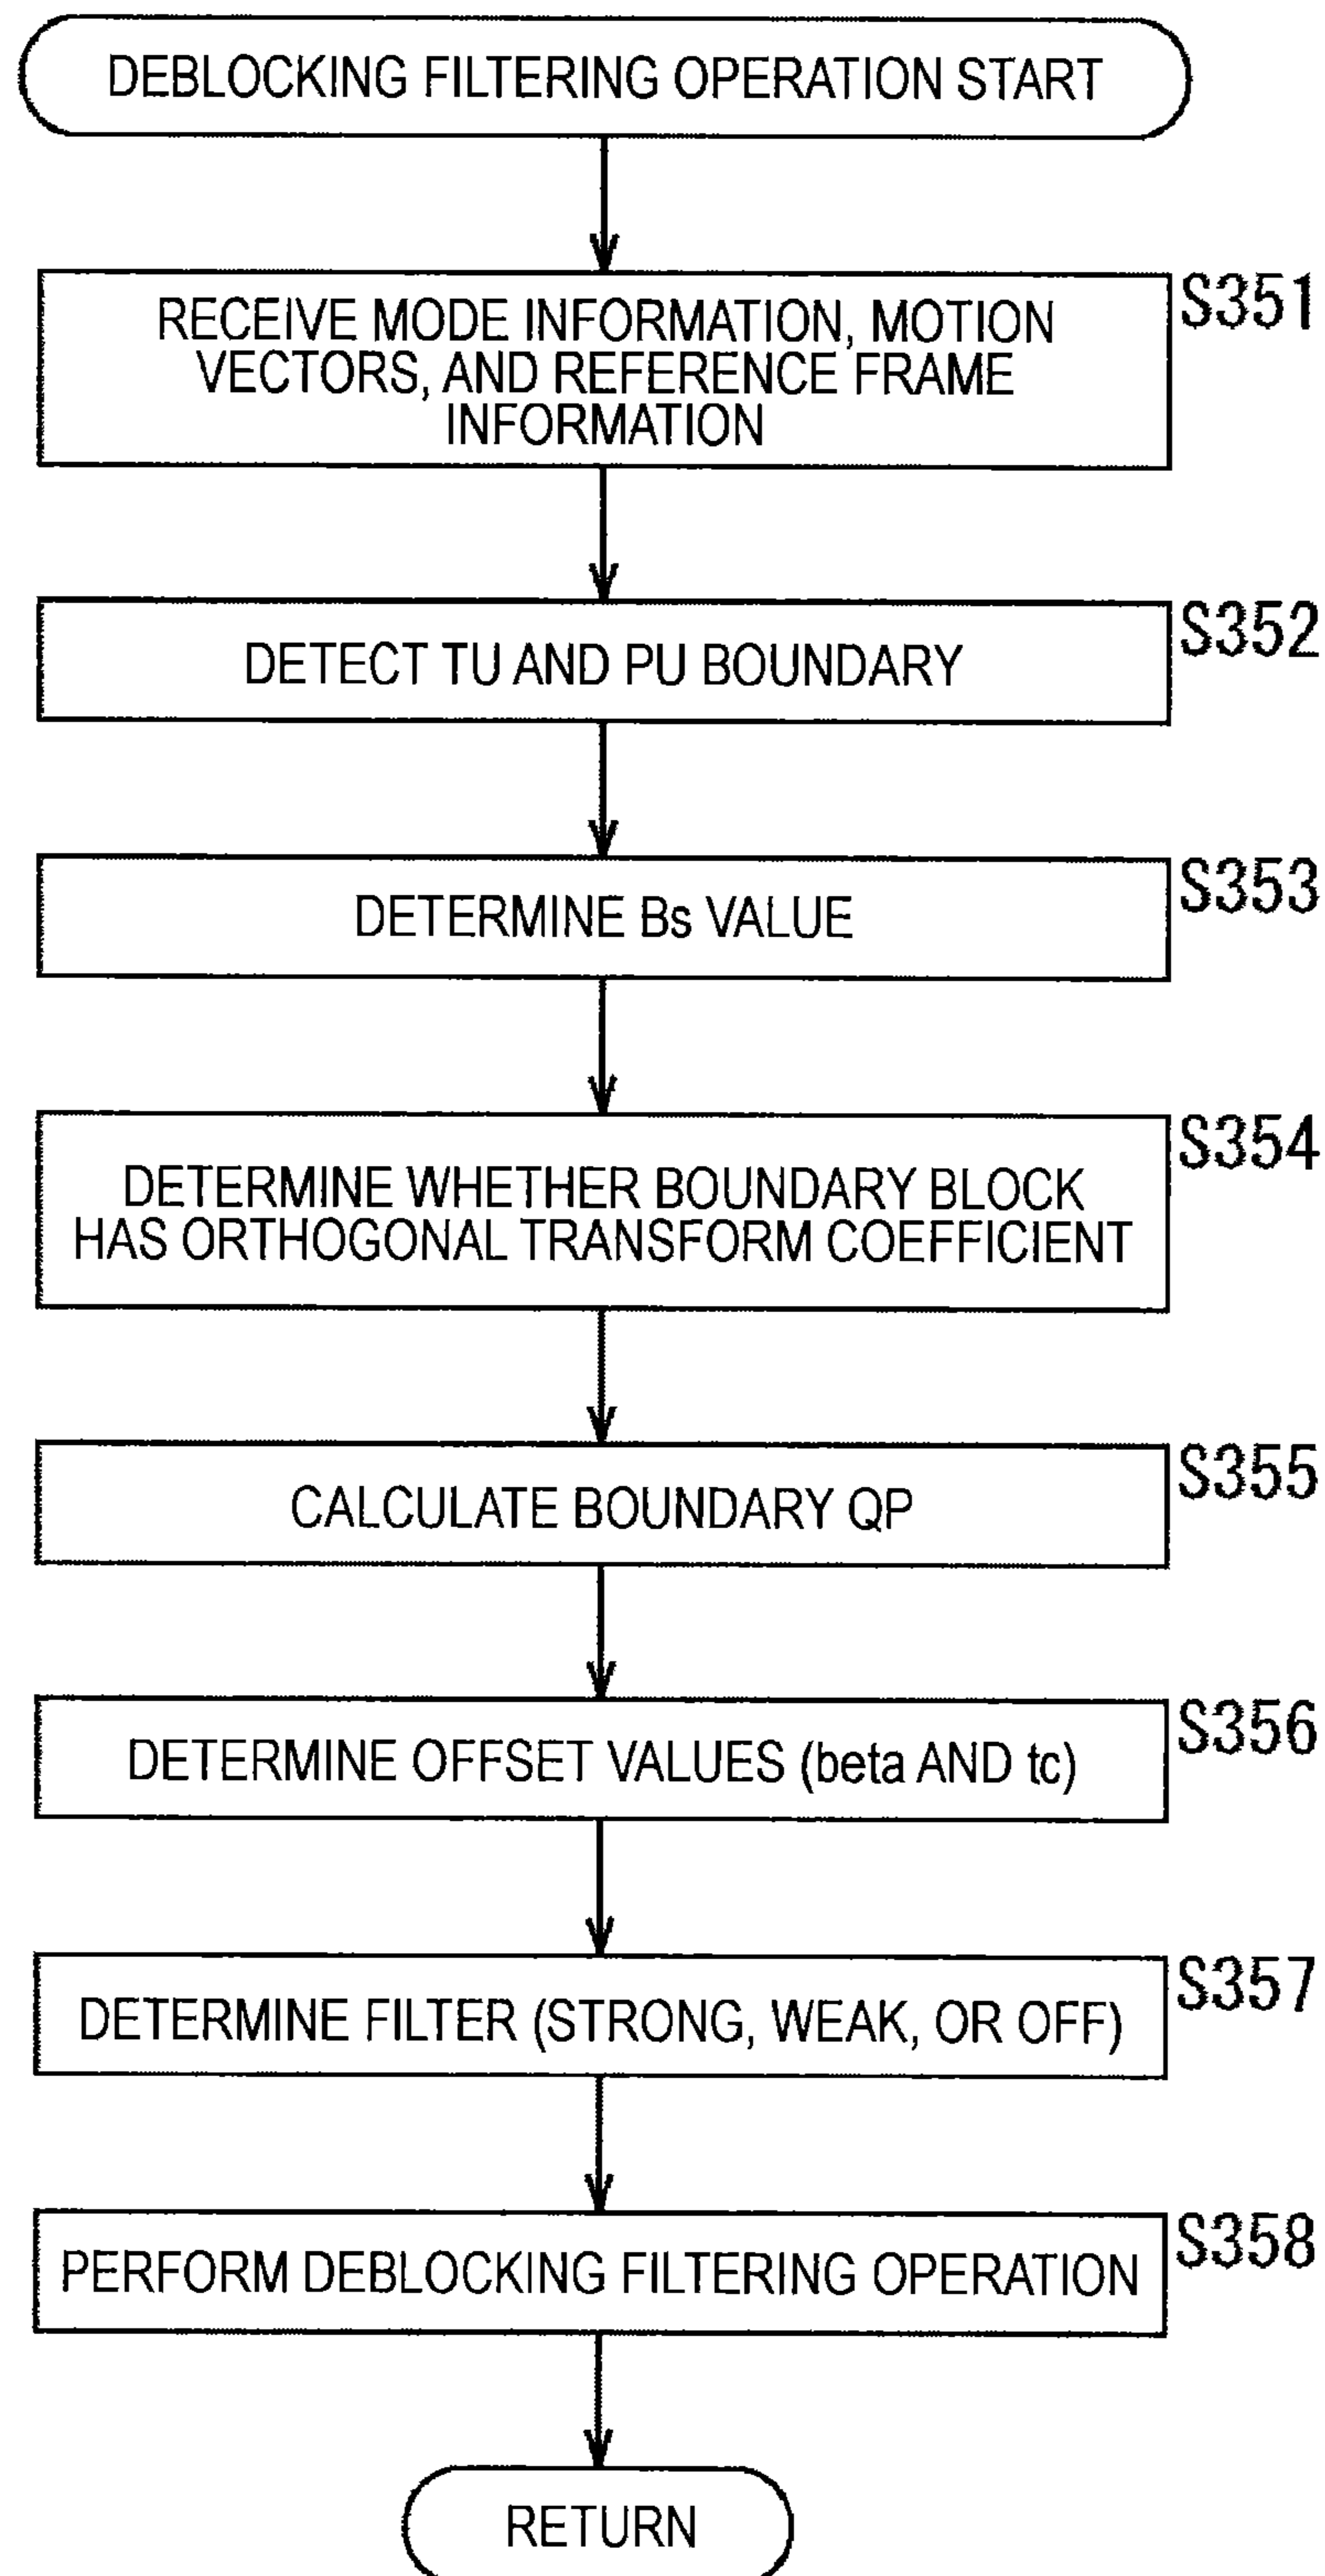 DEBLOCKING FILTERING OPERATION START
S351
RECEIVE MODE INFORMATION, MOTION
VECTORS, AND REFERENCE FRAME
INFORMATION
S352
DETECT TU AND PU BOUNDARY
S353
DETERMINE Bs VALUE
S354
DETERMINE WHETHER BOUNDARY BLOCK
HAS ORTHOGONAL TRANSFORM COEFFICIENT
S355
CALCULATE BOUNDARY QP
S356
DETERMINE OFFSET VALUES (beta AND tc)
S357
DETERMINE FILTER (STRONG, WEAK, OR OFF)
S358
PERFORM DEBLOCKING FILTERING OPERATION
RETURN